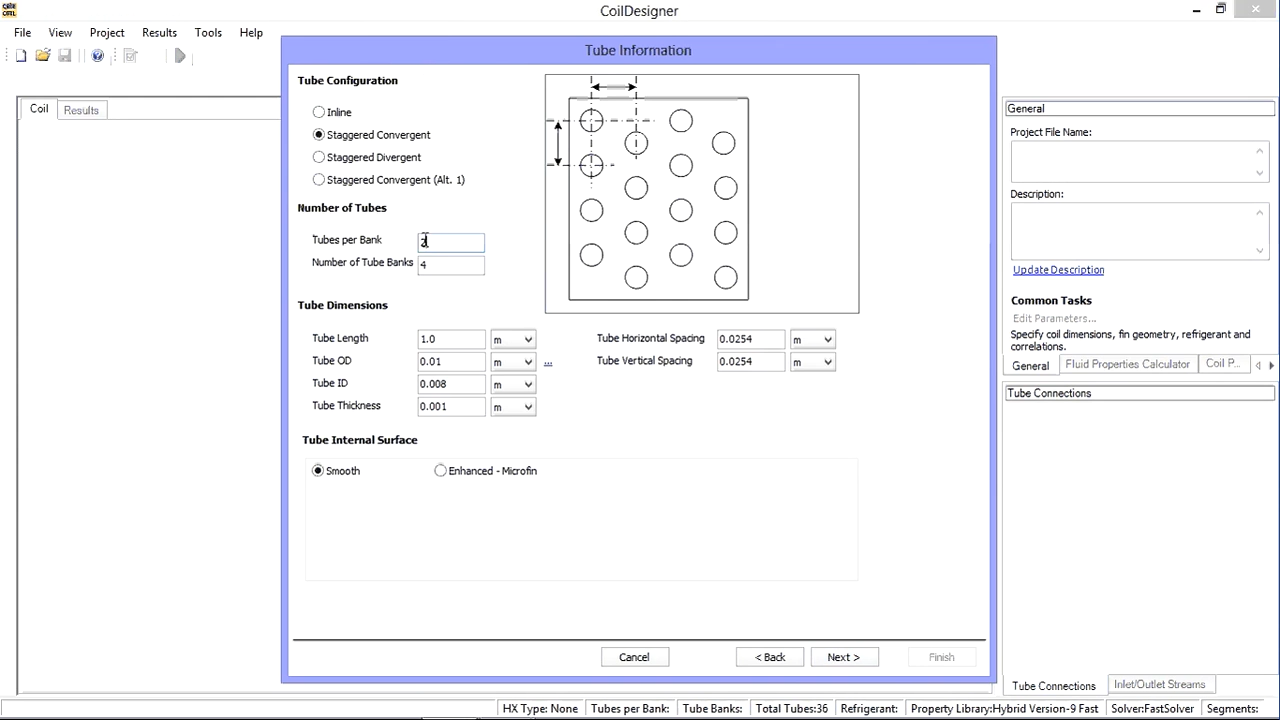 CoilDesigner
File View Project Results Tools Help
Tube Information
Coil Results
Tube Configuration
Inline
Staggered Convergent
Staggered Divergent
Staggered Convergent (Alt. 1)
Number of Tubes
Tubes per Bank
Number of Tube Banks 4
Tube Dimensions
Tube Length 1.0 m Tube Horizontal Spacing 0.0254 m
Tube OD 0.01 m ... Tube Vertical Spacing 0.0254 m
Tube ID 0.008 m
Tube Thickness 0.001 m
Tube Internal Surface
Smooth Enhanced - Microfin
Cancel < Back Next > Finish
General
Project File Name:
Description:
Update Description
Common Tasks
Edit Parameters...
Specify coil dimensions, fin geometry, refrigerant and
correlations.
General Fluid Properties Calculator Coil P...
Tube Connections
Tube Connections Inlet/Outlet Streams
HX Type: None Tubes per Bank: Tube Banks: Total Tubes:36 Refrigerant: Property Library:Hybrid Version-9 Fast Solver:FastSolver Segments: